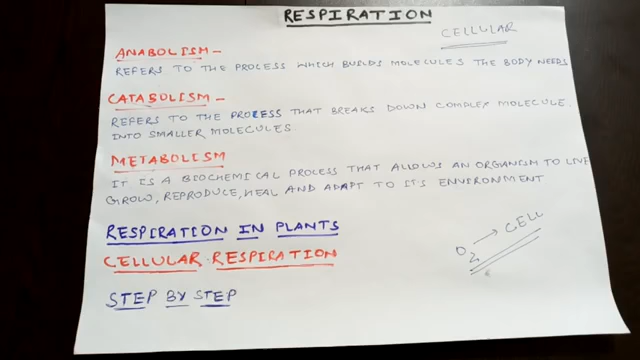 RESPIRATION
CELLULAR
ANABOLISM -
REFERS TO THE PROCESS WHICH BUILDS MOLECULES THE BODY NEEDS
CATABOLISM -
REFERS TO THE PROCESS THAT BREAKS DOWN COMPLEX MOLECULE.
INTO SMALLER MOLECULES.
METABOLISM
IT IS A BIOCHEMICAL PROCESS THAT ALLOWS AN ORGANISM TO LIVE
GROW, REPRODUCE, HEAL AND ADAPT TO IT'S ENVIRONMENT
RESPIRATION IN PLANTS
O2 → CELL
CELLULAR RESPIRATION
STEP BY STEP